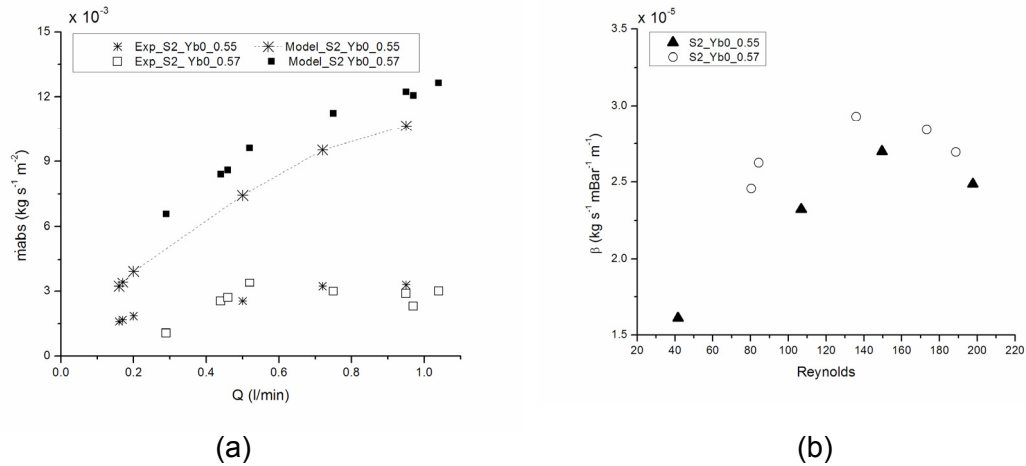 x 10⁻³
15
12
9
6
3
0
mabs (kg s⁻¹ m⁻²)
Exp_S2_Yb0_0.55
Model_S2_Yb0_0.55
Exp_S2_ Yb0_0.57
Model_S2 Yb0_0.57
0.0 0.2 0.4 0.6 0.8 1.0
Q (l/min)
(a)
x 10⁻⁵
3.5
3.0
2.5
2.0
1.5
β (kg s⁻¹ mBar⁻¹ m⁻¹)
S2_Yb0_0.55
S2_Yb0_0.57
20 40 60 80 100 120 140 160 180 200 220
Reynolds
(b)